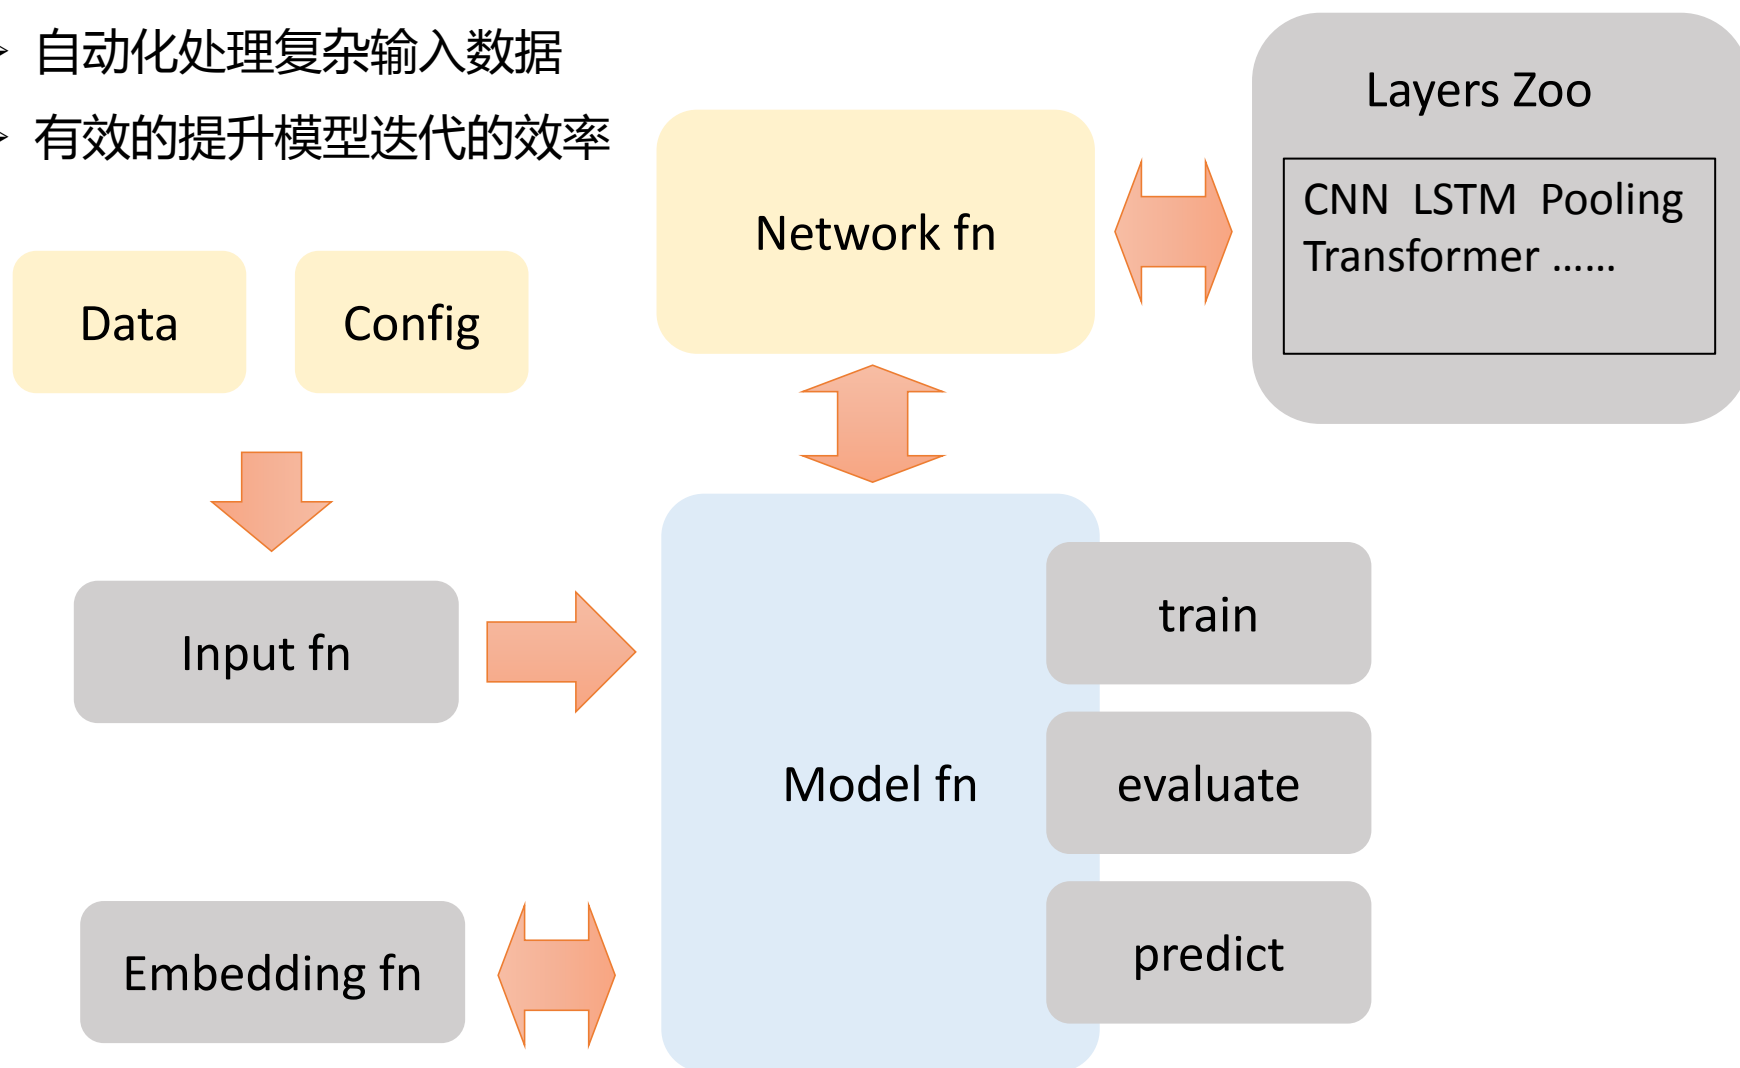 自动化处理复杂输入数据
有效的提升模型迭代的效率
Layers Zoo
CNN LSTM Pooling
Transformer ......
Network fn
Data
Config
Input fn
Model fn
train
evaluate
predict
Embedding fn